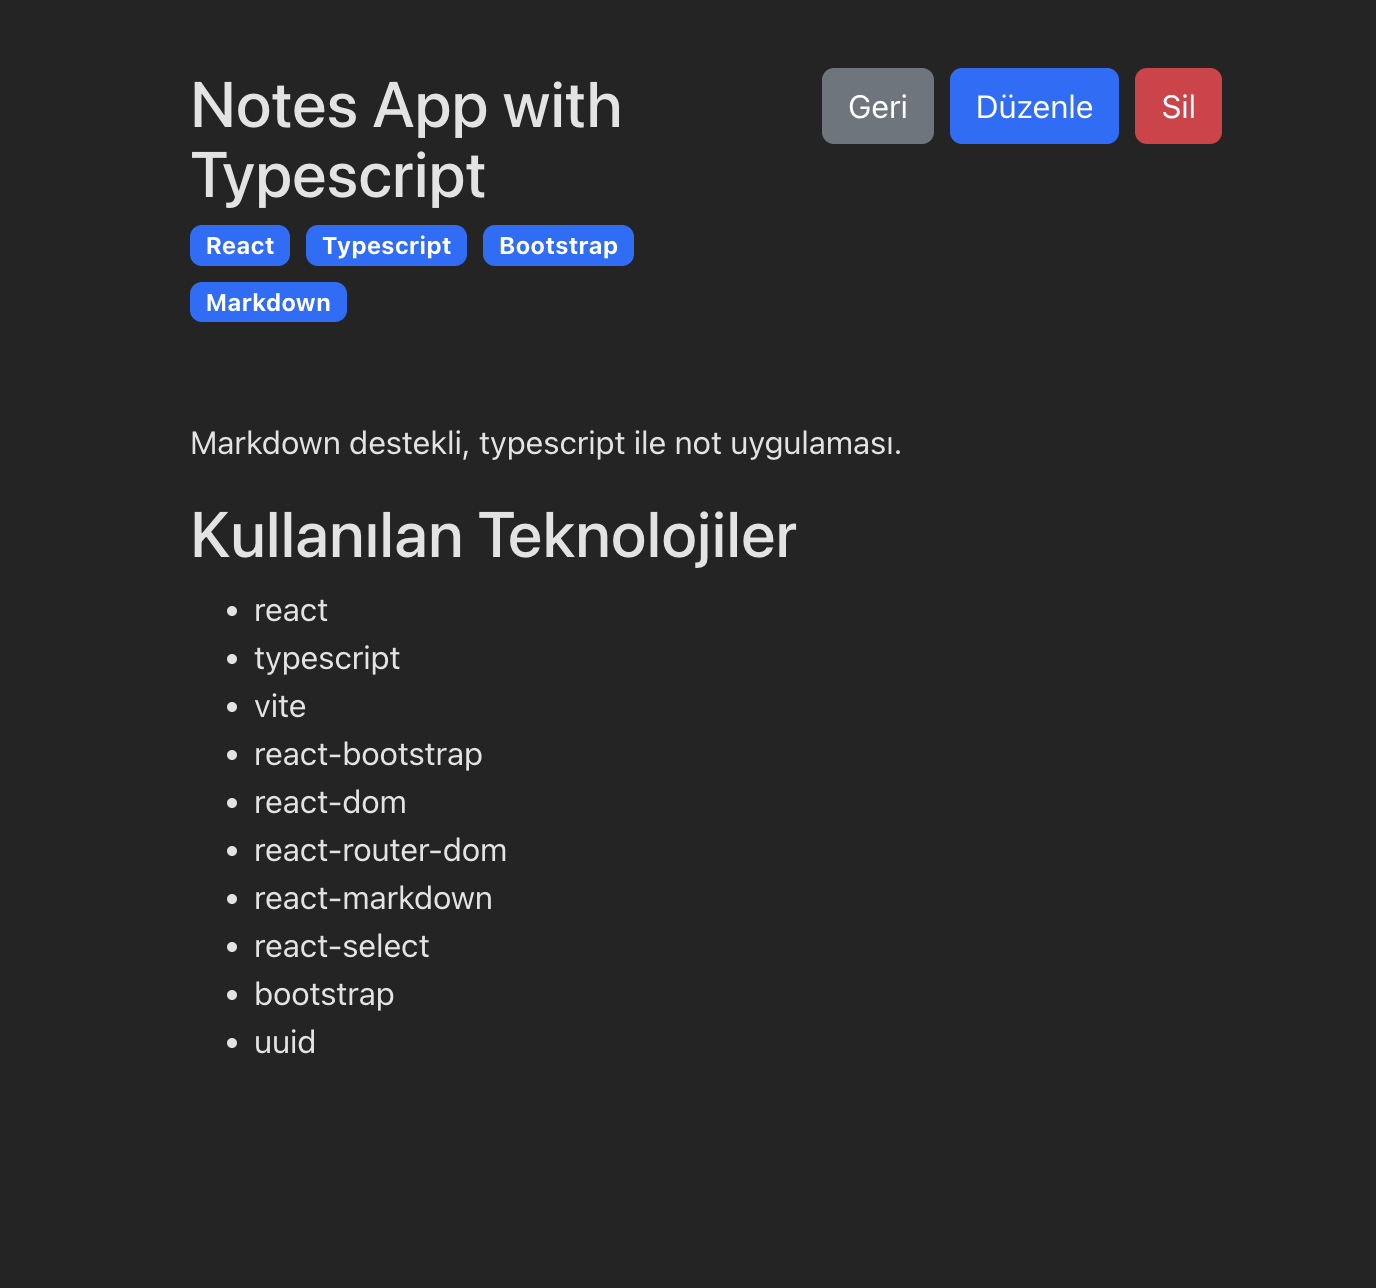 Notes App with
Typescript
Geri Düzenle Sil
React Typescript Bootstrap
Markdown
Markdown destekli, typescript ile not uygulaması.
Kullanılan Teknolojiler
react
typescript
vite
react-bootstrap
react-dom
react-router-dom
react-markdown
react-select
bootstrap
uuid